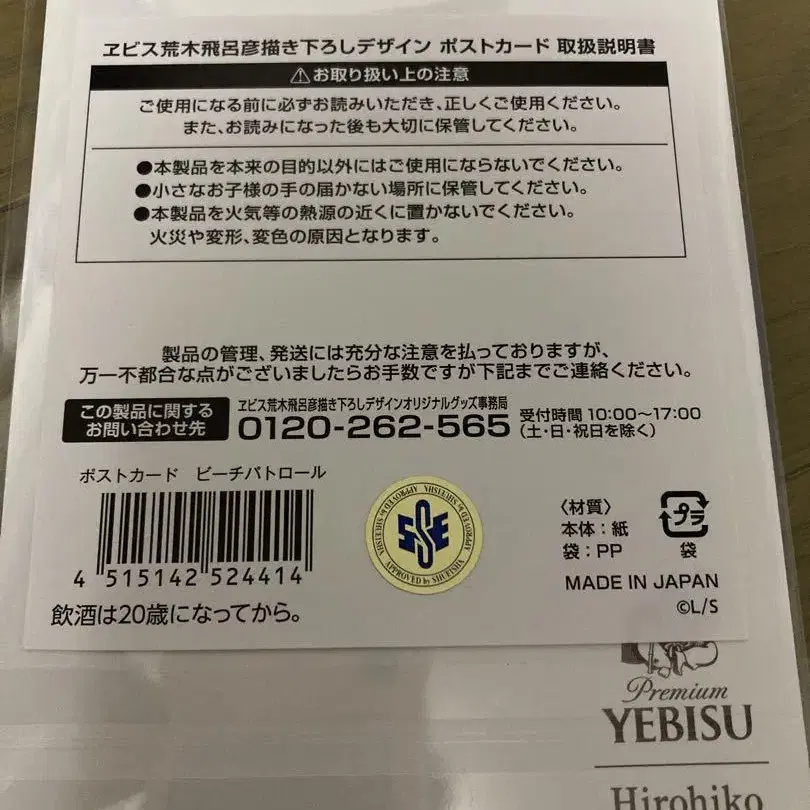 ヱビス荒木飛呂彦描き下ろしデザイン ポストカード 取扱説明書
⚠お取り扱い上の注意
ご使用になる前に必ずお読みいただき、正しくご使用ください。
また、お読みになった後も大切に保管してください。
●本製品を本来の目的以外にはご使用にならないでください。
●小さなお子様の手の届かない場所に保管してください。
●本製品を火気等の熱源の近くに置かないでください。
火災や変形、変色の原因となります。
製品の管理、発送には充分な注意を払っておりますが、
万一不都合な点がございましたらお手数ですが下記までご連絡ください。
この製品に関する
お問い合わせ先
ヱビス荒木飛呂彦描き下ろしデザインオリジナルグッズ事務局
0120-262-565
受付時間 10:00〜17:00
(土・日・祝日を除く)
ポストカード ビーチパトロール
4 515142 524414
飲酒は20歳になってから。
APPROVED by SHUEISHA
APPROVED by SHUEISHA
APPROVED by SHUEISHA
SSE
〈材質〉
本体:紙
袋:PP
プラ
袋
MADE IN JAPAN
©L/S
Premium
YEBISU
Hirohiko